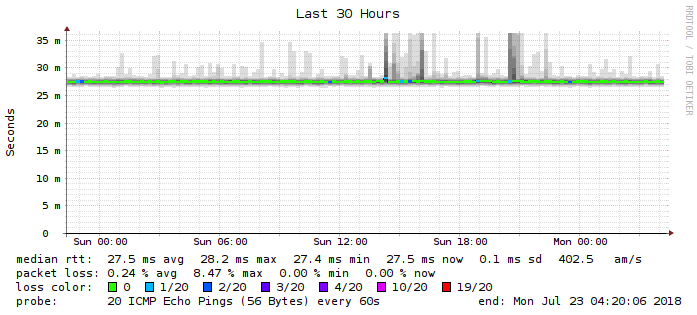 Last 30 Hours
RRDTOOL / TOBI OETIKER
Seconds
35 m
30 m
25 m
20 m
15 m
10 m
5 m
0
Sun 00:00 Sun 06:00 Sun 12:00 Sun 18:00 Mon 00:00
median rtt: 27.5 ms avg 28.2 ms max 27.4 ms min 27.5 ms now 0.1 ms sd 402.5 am/s
packet loss: 0.24 % avg 8.47 % max 0.00 % min 0.00 % now
loss color: 0 1/20 2/20 3/20 4/20 10/20 19/20
probe: 20 ICMP Echo Pings (56 Bytes) every 60s end: Mon Jul 23 04:20:06 2018